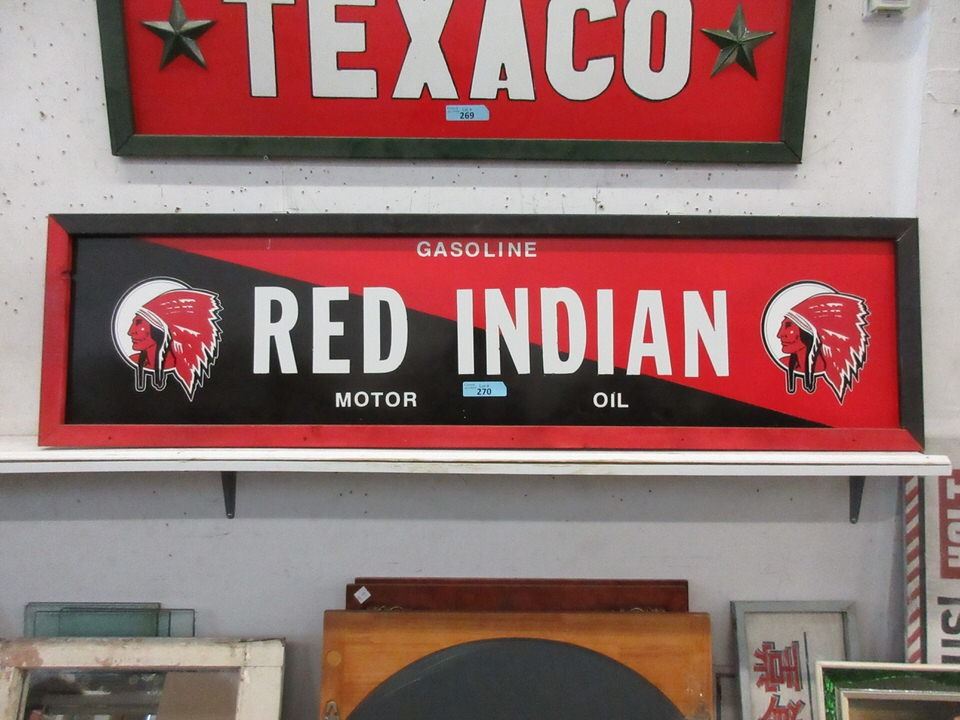 TEXACO
269
GASOLINE
RED INDIAN
270
MOTOR OIL